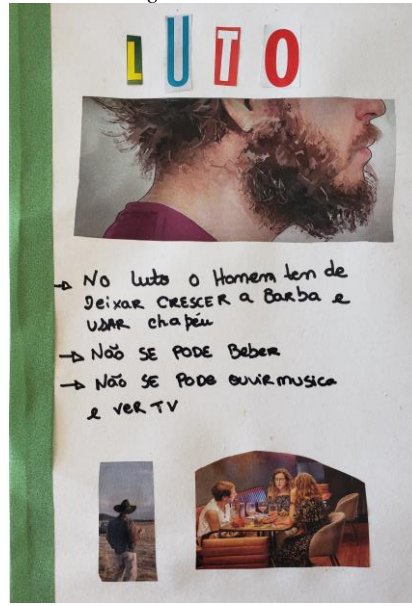 LUTO
→ No luto o Homem tem de
Deixar CRESCER a Barba e
USAR chapéu
→ Não SE PODE Beber
→ Não SE PODE ouvir musica
e ver TV